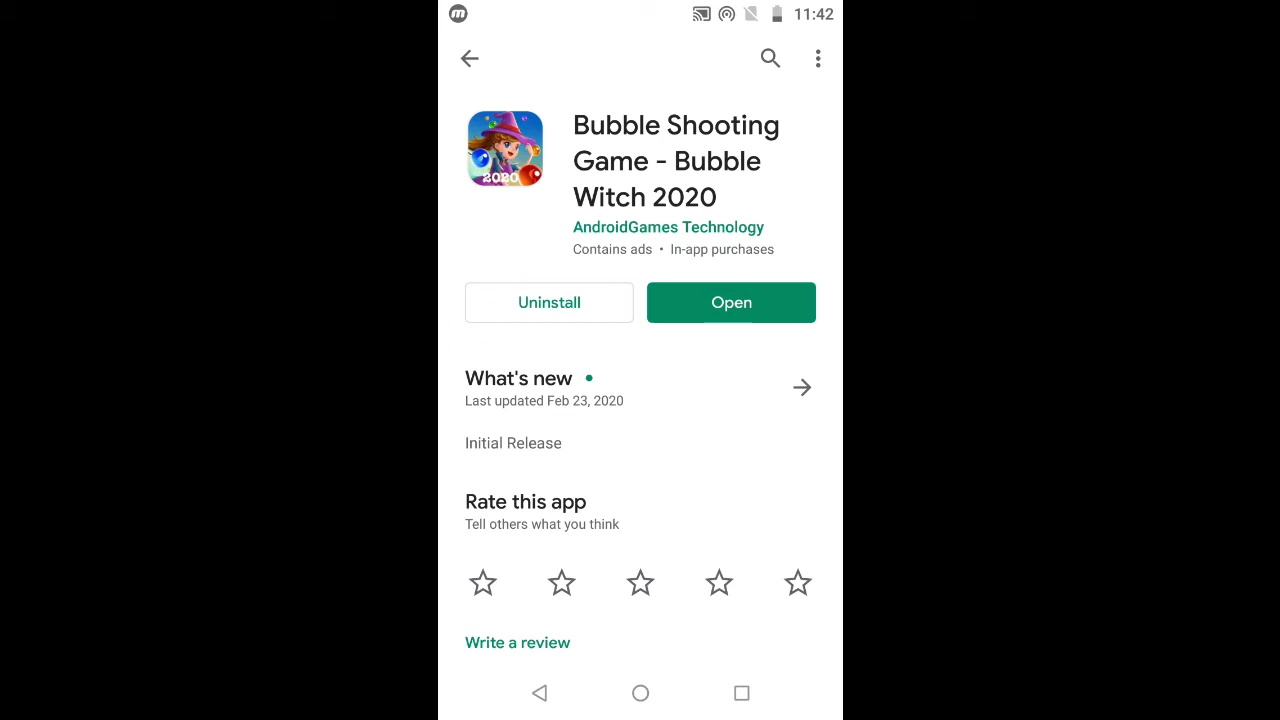 11:42
2020
Bubble Shooting
Game - Bubble
Witch 2020
AndroidGames Technology
Contains ads • In-app purchases
Uninstall
Open
What's new •
Last updated Feb 23, 2020
Initial Release
Rate this app
Tell others what you think
Write a review